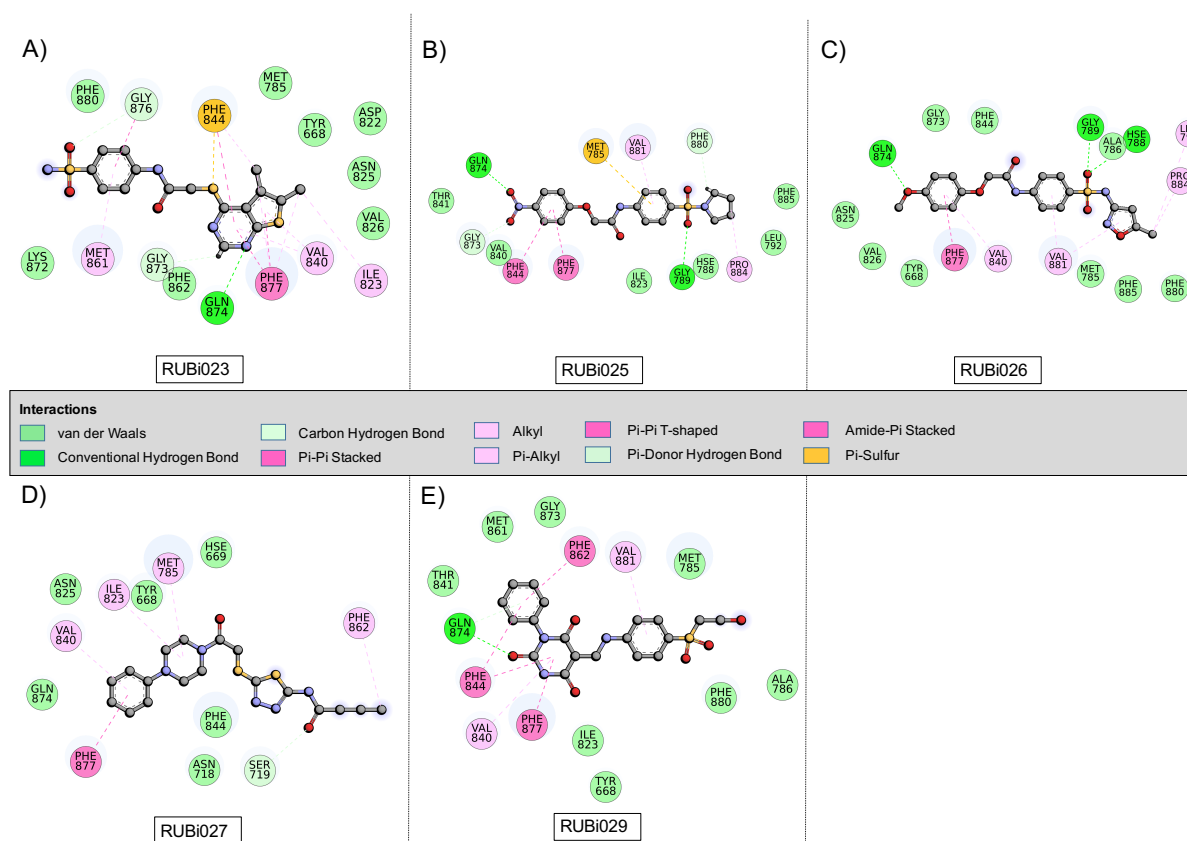 A)
PHE 880
GLY 876
PHE 844
MET 785
TYR 668
ASP 822
ASN 825
VAL 826
LYS 872
MET 861
GLY 873
PHE 862
GLN 874
PHE 877
VAL 840
ILE 823
RUBi023
B)
GLN 874
MET 785
VAL 881
PHE 880
THR 841
PHE 885
GLY 873
VAL 840
PHE 844
PHE 877
ILE 823
GLY 789
HSE 788
PRO 884
LEU 792
RUBi025
C)
GLY 873
PHE 844
GLY 789
ALA 786
HSE 788
GLN 874
PRO 884
ASN 825
VAL 826
TYR 668
PHE 877
VAL 840
VAL 881
MET 785
PHE 885
PHE 880
RUBi026
Interactions
van der Waals
Conventional Hydrogen Bond
Carbon Hydrogen Bond
Pi-Pi Stacked
Alkyl
Pi-Alkyl
Pi-Pi T-shaped
Pi-Donor Hydrogen Bond
Amide-Pi Stacked
Pi-Sulfur
D)
ASN 825
ILE 823
MET 785
TYR 668
HSE 669
VAL 840
PHE 862
GLN 874
PHE 844
PHE 877
ASN 718
SER 719
RUBi027
E)
MET 861
GLY 873
PHE 862
VAL 881
MET 785
THR 841
GLN 874
PHE 844
VAL 840
PHE 877
ILE 823
TYR 668
PHE 880
ALA 786
RUBi029